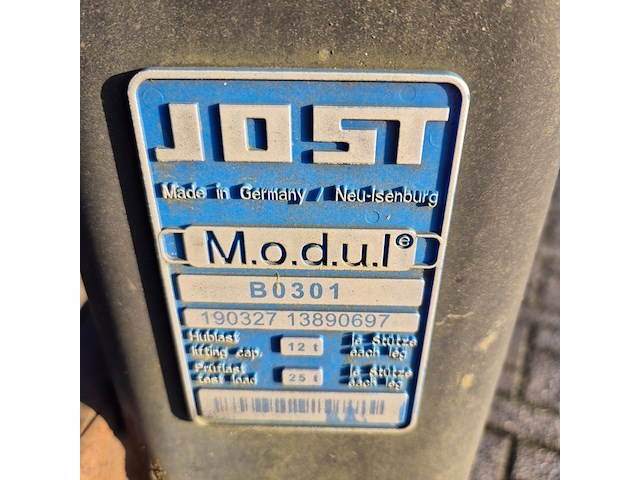 JOST
Made in Germany / Neu-Isenburg
M.o.d.u.l ®
B0301
190327 13890697
Hublast 12 t je Stütze
lifting cap. each leg
Prüflast 25 t je Stütze
test load each leg